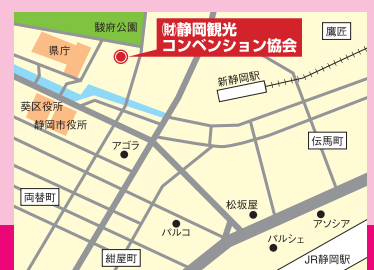 駿府公園
㈶静岡観光
コンベンション協会
鷹匠
県庁
新静岡駅
葵区役所
静岡市役所
アゴラ
伝馬町
両替町
松坂屋
アソシア
パルコ
パルシェ
紺屋町
JR静岡駅